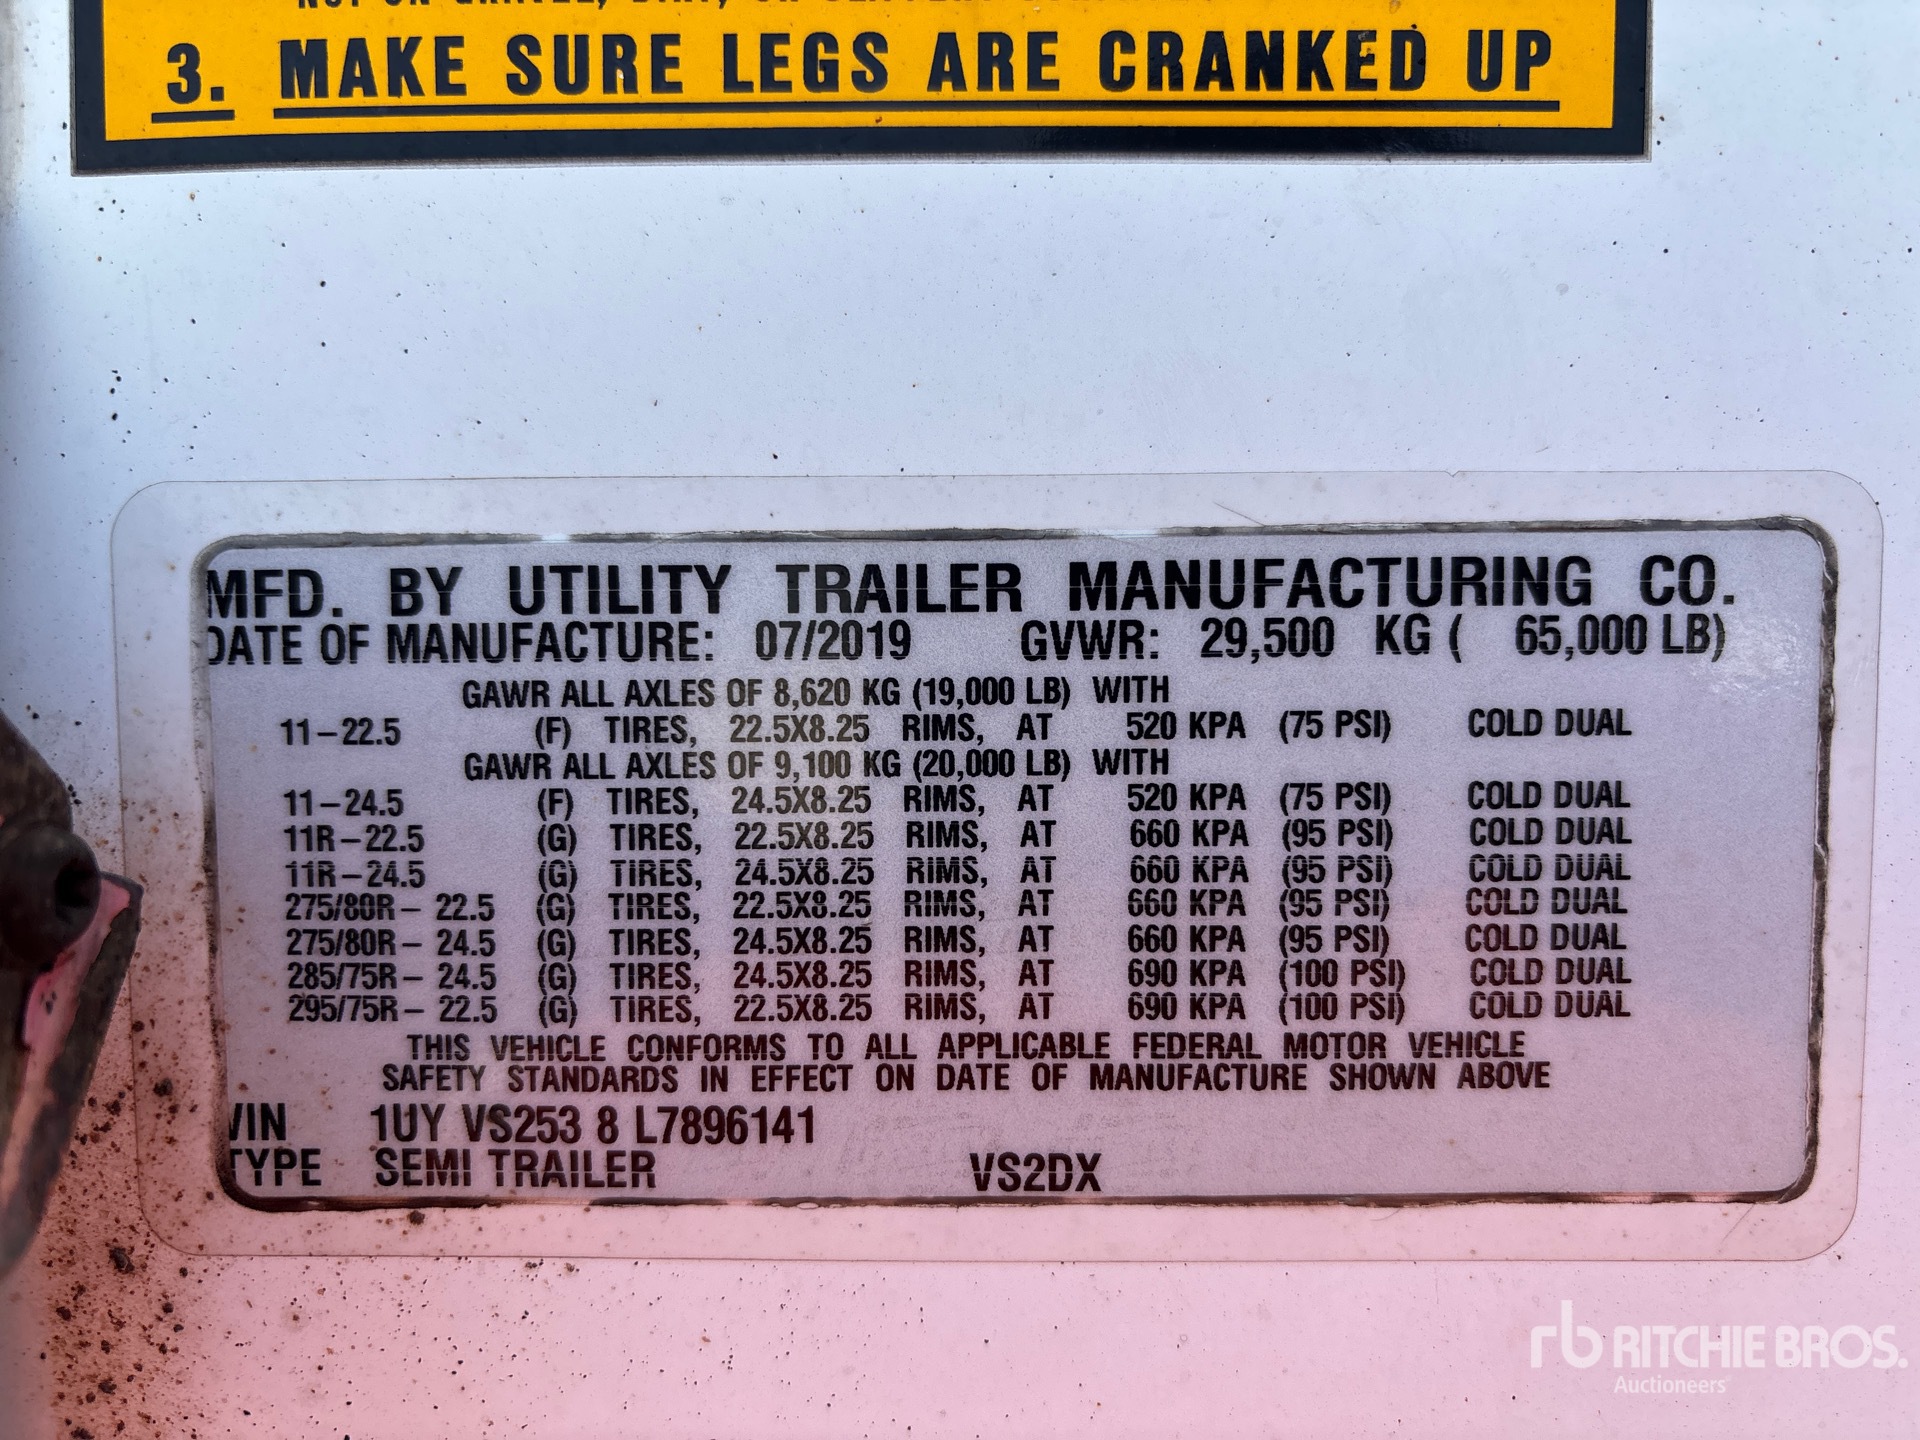 3. MAKE SURE LEGS ARE CRANKED UP
MFD. BY UTILITY TRAILER MANUFACTURING CO.
DATE OF MANUFACTURE: 07/2019 GVWR: 29,500 KG ( 65,000 LB)
GAWR ALL AXLES OF 8,620 KG (19,000 LB) WITH
11-22.5 (F) TIRES, 22.5X8.25 RIMS, AT 520 KPA (75 PSI) COLD DUAL
GAWR ALL AXLES OF 9,100 KG (20,000 LB) WITH
11-24.5 (F) TIRES, 24.5X8.25 RIMS, AT 520 KPA (75 PSI) COLD DUAL
11R-22.5 (G) TIRES, 22.5X8.25 RIMS, AT 660 KPA (95 PSI) COLD DUAL
11R-24.5 (G) TIRES, 24.5X8.25 RIMS, AT 660 KPA (95 PSI) COLD DUAL
275/80R- 22.5 (G) TIRES, 22.5X8.25 RIMS, AT 660 KPA (95 PSI) COLD DUAL
275/80R- 24.5 (G) TIRES, 24.5X8.25 RIMS, AT 660 KPA (95 PSI) COLD DUAL
285/75R- 24.5 (G) TIRES, 24.5X8.25 RIMS, AT 690 KPA (100 PSI) COLD DUAL
295/75R- 22.5 (G) TIRES, 22.5X8.25 RIMS, AT 690 KPA (100 PSI) COLD DUAL
THIS VEHICLE CONFORMS TO ALL APPLICABLE FEDERAL MOTOR VEHICLE
SAFETY STANDARDS IN EFFECT ON DATE OF MANUFACTURE SHOWN ABOVE
VIN 1UY VS253 8 L7896141
TYPE SEMI TRAILER VS2DX
rb RITCHIE BROS.
Auctioneers